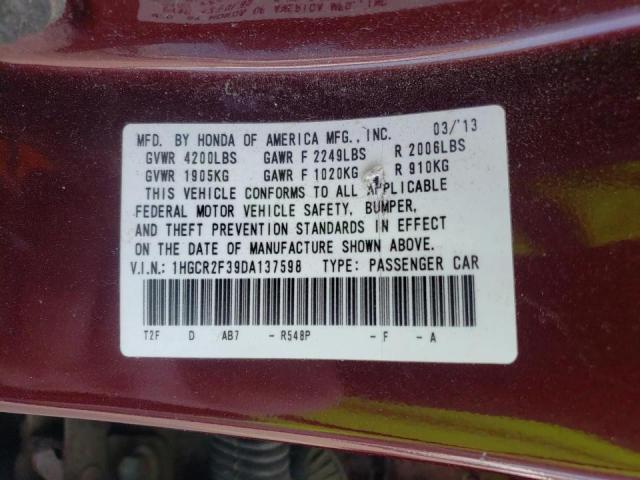 MFD. BY HONDA OF AMERICA MFG., INC. 03/'13
GVWR 4200LBS GAWR F 2249LBS R 2006LBS
GVWR 1905KG GAWR F 1020KG R 910KG
THIS VEHICLE CONFORMS TO ALL APPLICABLE
FEDERAL MOTOR VEHICLE SAFETY, BUMPER,
AND THEFT PREVENTION STANDARDS IN EFFECT
ON THE DATE OF MANUFACTURE SHOWN ABOVE.
V.I.N.: 1HGCR2F39DA137598 TYPE: PASSENGER CAR
T2F D AB7 - R548P - F - A